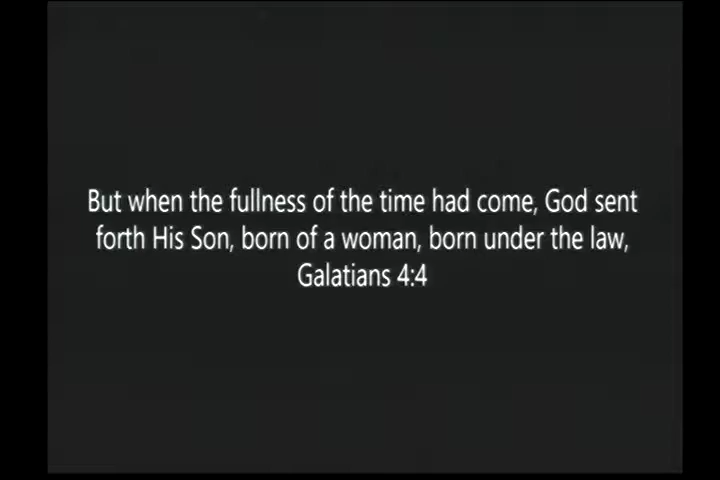 But when the fullness of the time had come, God sent
forth His Son, born of a woman, born under the law,
Galatians 4:4